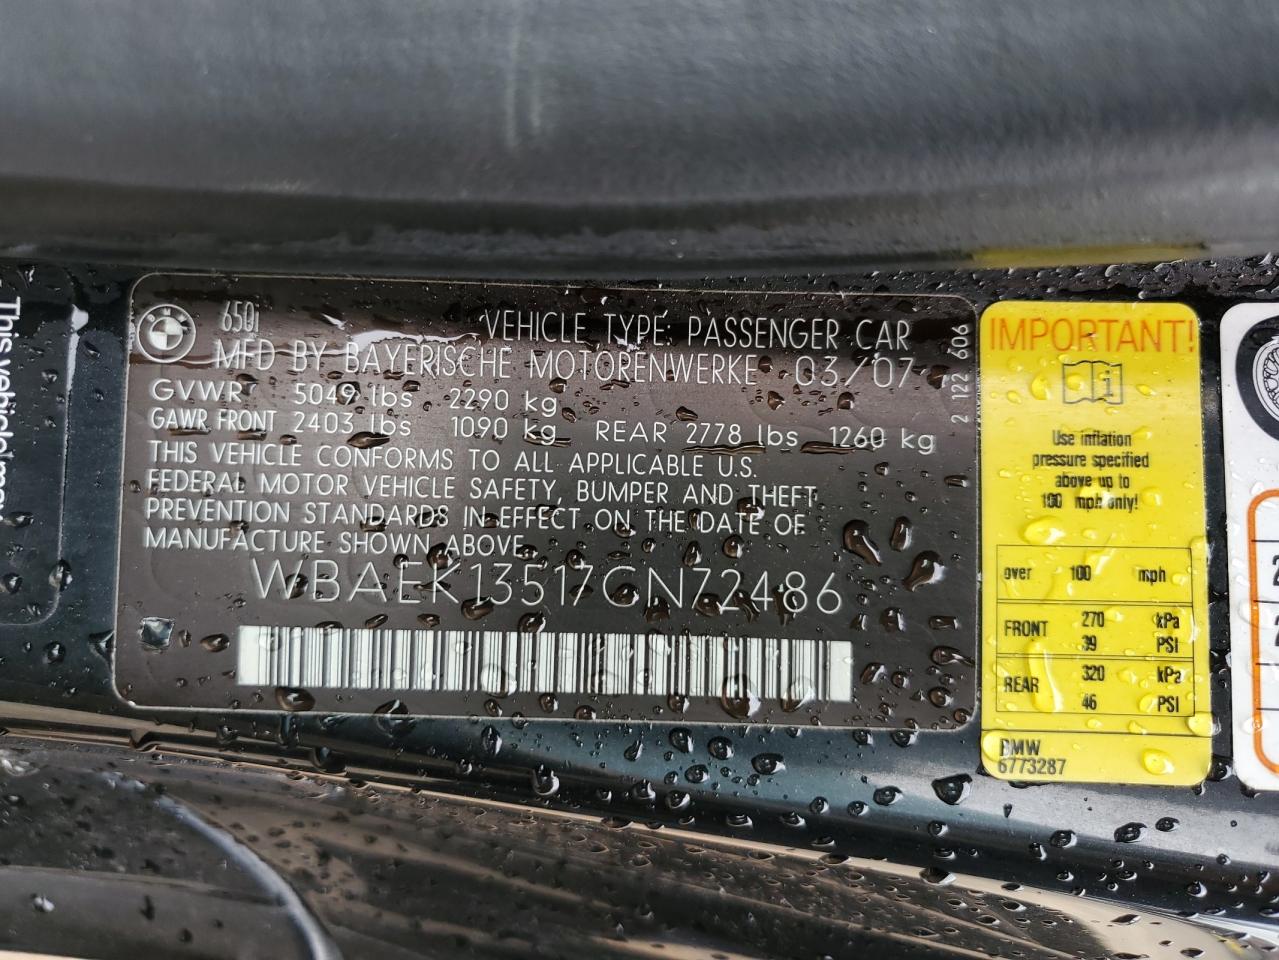 650i
VEHICLE TYPE: PASSENGER CAR
MFD BY BAYERISCHE MOTORENWERKE 03/07
GVWR 5049 lbs 2290 kg
GAWR FRONT 2403 lbs 1090 kg REAR 2778 lbs 1260 kg
THIS VEHICLE CONFORMS TO ALL APPLICABLE U.S.
FEDERAL MOTOR VEHICLE SAFETY, BUMPER AND THEFT
PREVENTION STANDARDS IN EFFECT ON THE DATE OF
MANUFACTURE SHOWN ABOVE.
WBAEK13517CN72486
2 122 606
IMPORTANT!
Use inflation
pressure specified
above up to
100 mph only!
over 100 mph
FRONT 270 kPa
39 PSI
REAR 320 kPa
46 PSI
BMW
6773287
This vehicle